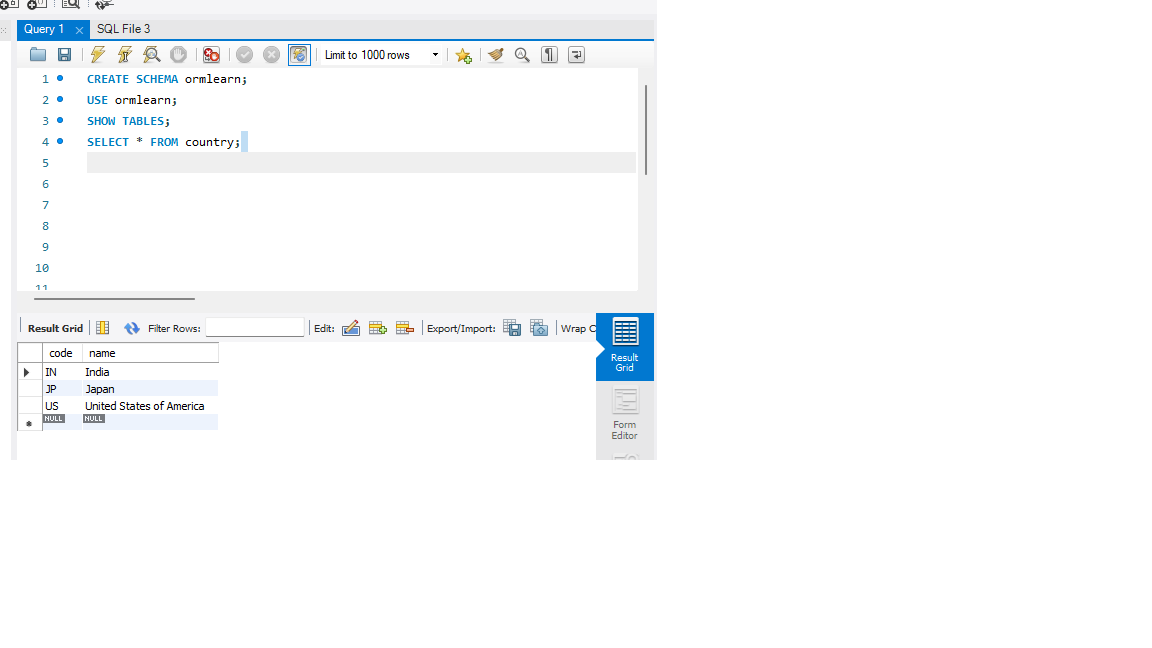 Query 1 SQL File 3
Limit to 1000 rows
1 CREATE SCHEMA ormlearn;
2 USE ormlearn;
3 SHOW TABLES;
4 SELECT * FROM country;
5
6
7
8
9
10
11
Result Grid Filter Rows: Edit: Export/Import: Wrap C
code name
IN India
JP Japan
US United States of America
NULL NULL
Result
Grid
Form
Editor